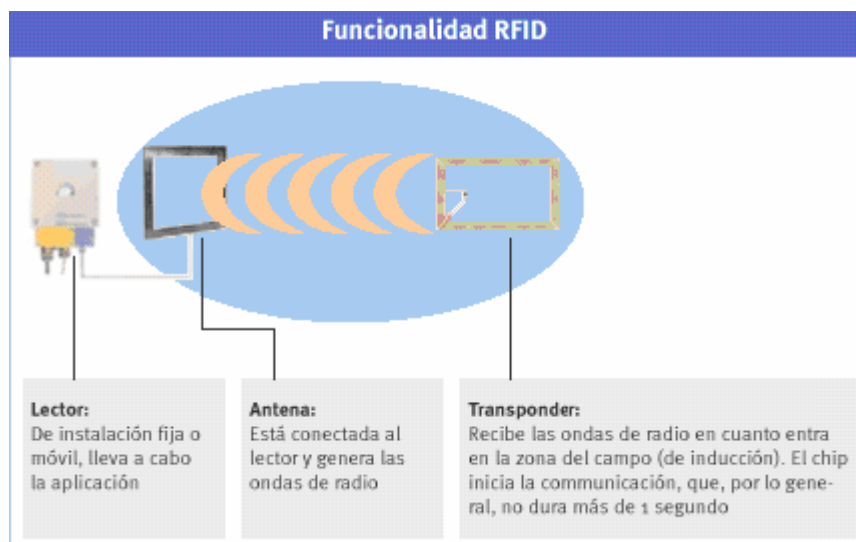 Funcionalidad RFID
Lector:
De instalación fija o
móvil, lleva a cabo
la aplicación
Antena:
Está conectada al
lector y genera las
ondas de radio
Transponder:
Recibe las ondas de radio en cuanto entra
en la zona del campo (de inducción). El chip
inicia la communicación, que, por lo gene-
ral, no dura más de 1 segundo